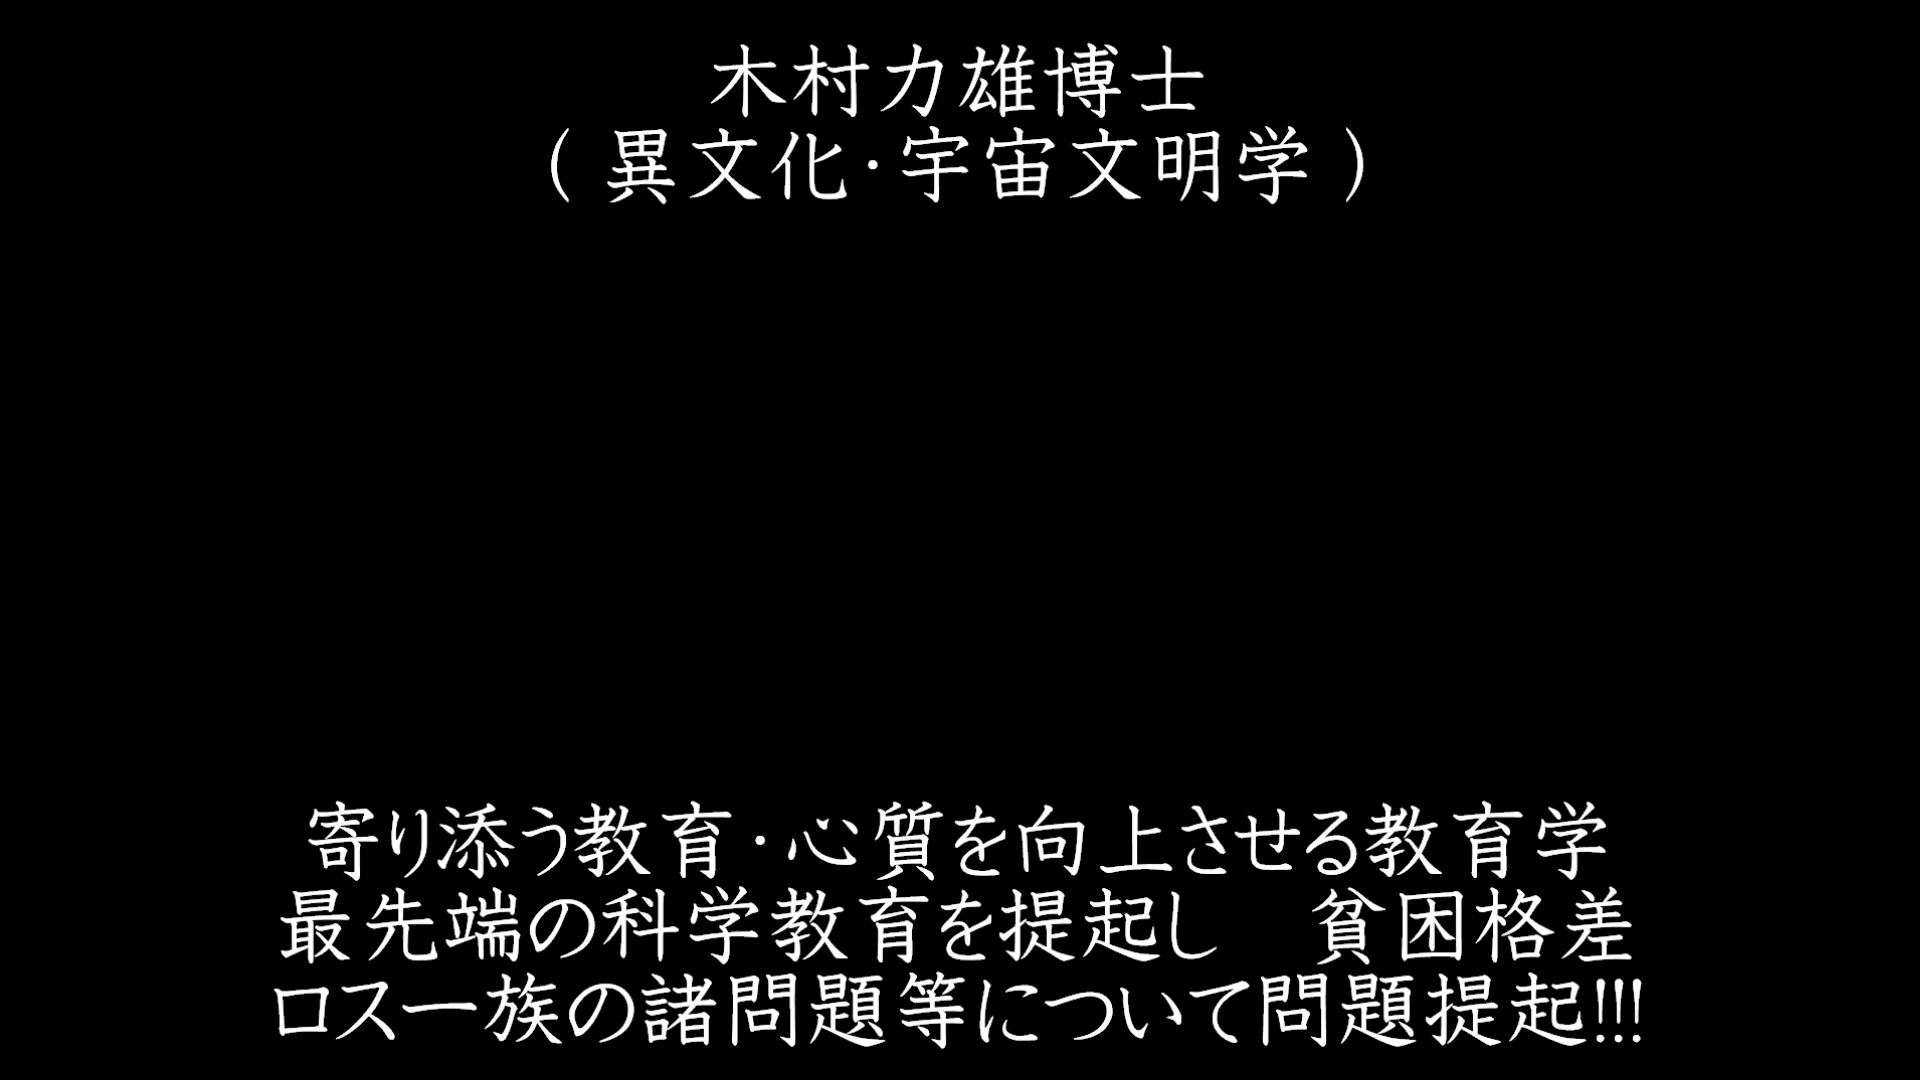 木村力雄博士
( 異文化·宇宙文明学 )
寄り添う教育·心質を向上させる教育学
最先端の科学教育を提起し　貧困格差
ロス一族の諸問題等について問題提起!!!